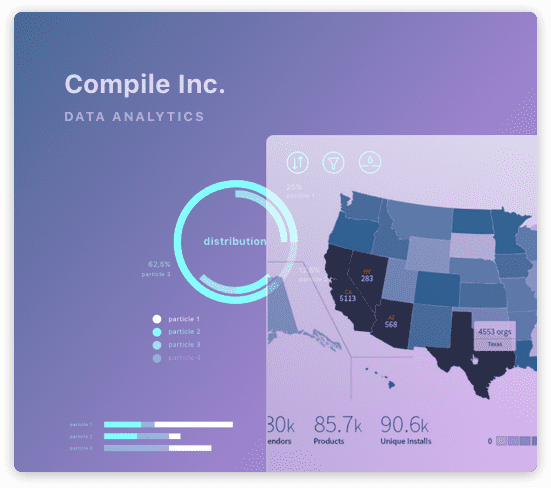 Compile Inc.
DATA ANALYTICS
25%
particle 1
distribution
62,5%
particle 3
12,5%
NV
283
CA
5113
AZ
568
4553 orgs
Texas
particle 1
particle 2
particle 3
particle 4
30k
endors
85.7k
Products
90.6k
Unique Installs
0
particle 1
particle 2
particle 3